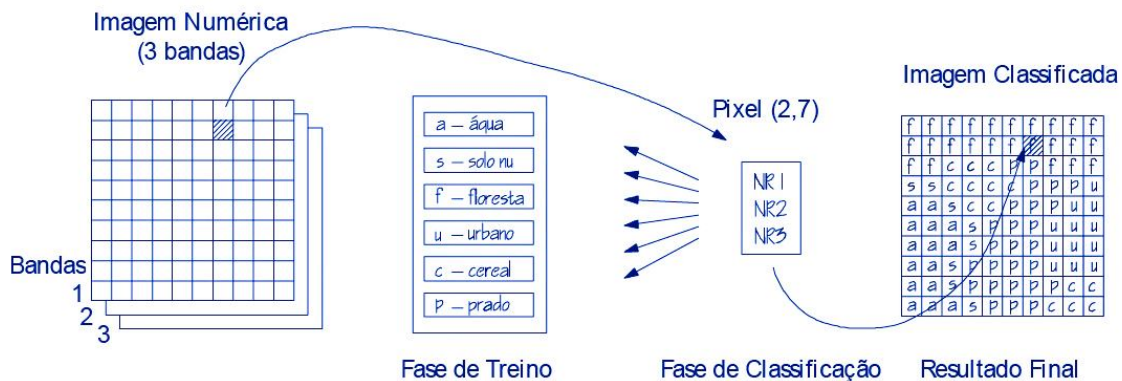 Imagem Numérica
(3 bandas)
Bandas
1
2
3
a – água
s – solo nu
f – floresta
u – urbano
c – cereal
p – prado
Fase de Treino
Pixel (2,7)
NR1
NR2
NR3
Fase de Classificação
Imagem Classificada
f f f f f f f f f f
f f f f f f f f f f
f f c c c p p f f f
s s c c c c p p p u
a a s c c p p p u u
a a a s p p p u u u
a a a s p p p u u u
a a s p p p p u u u
a a s p p p p p c c
a a a s p p p c c c
Resultado Final